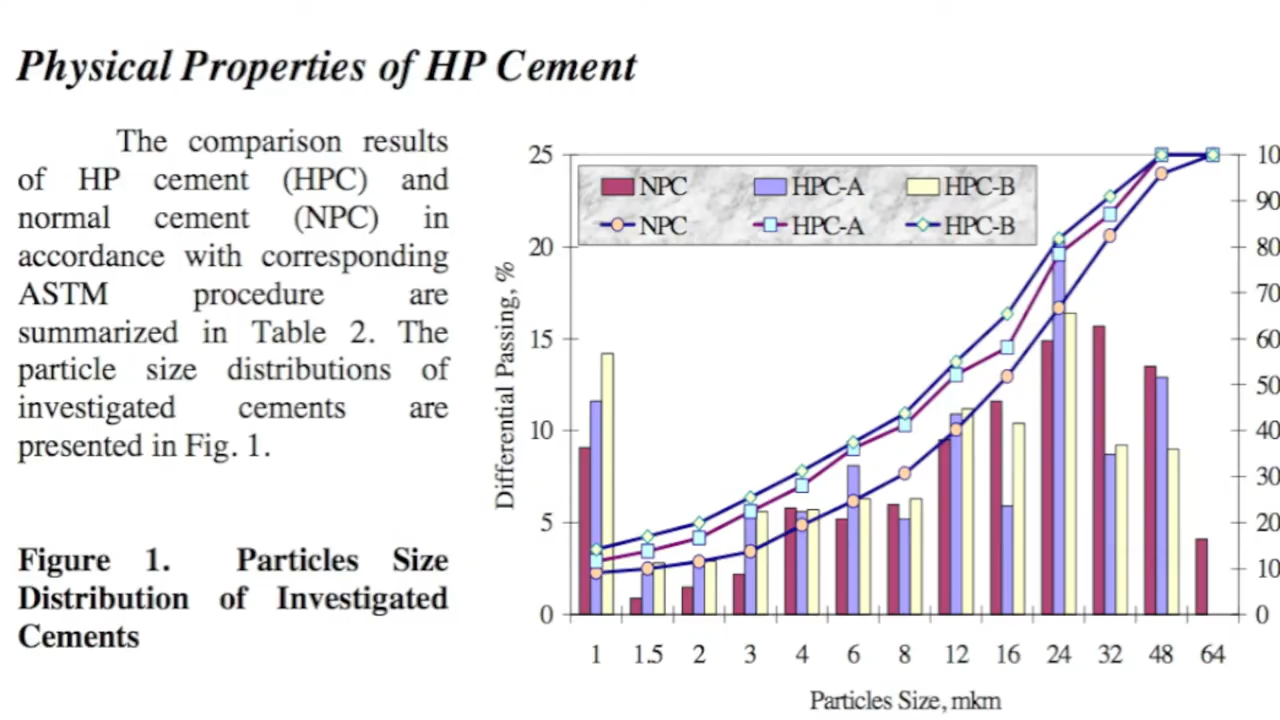 Physical Properties of HP Cement
The comparison results
of HP cement (HPC) and
normal cement (NPC) in
accordance with corresponding
ASTM procedure are
summarized in Table 2. The
particle size distributions of
investigated cements are
presented in Fig. 1.
Figure 1. Particles Size
Distribution of Investigated
Cements
NPC HPC-A HPC-B
NPC HPC-A HPC-B
Differential Passing, %
25
20
15
10
5
0
10
90
80
70
60
50
40
30
20
10
0
1 1.5 2 3 4 6 8 12 16 24 32 48 64
Particles Size, mkm